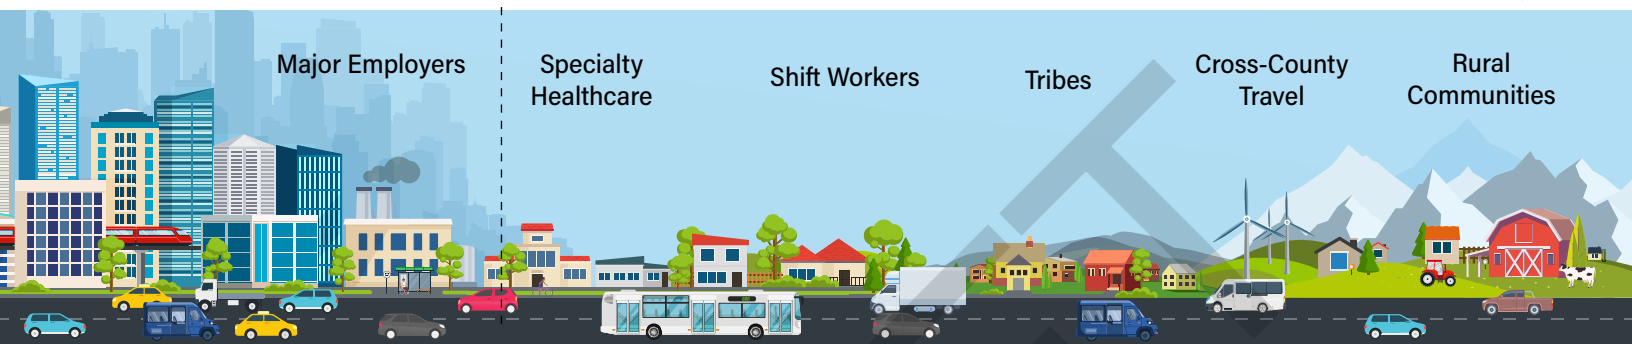 Major Employers
Specialty
Healthcare
Shift Workers
Tribes
Cross-County
Travel
Rural
Communities